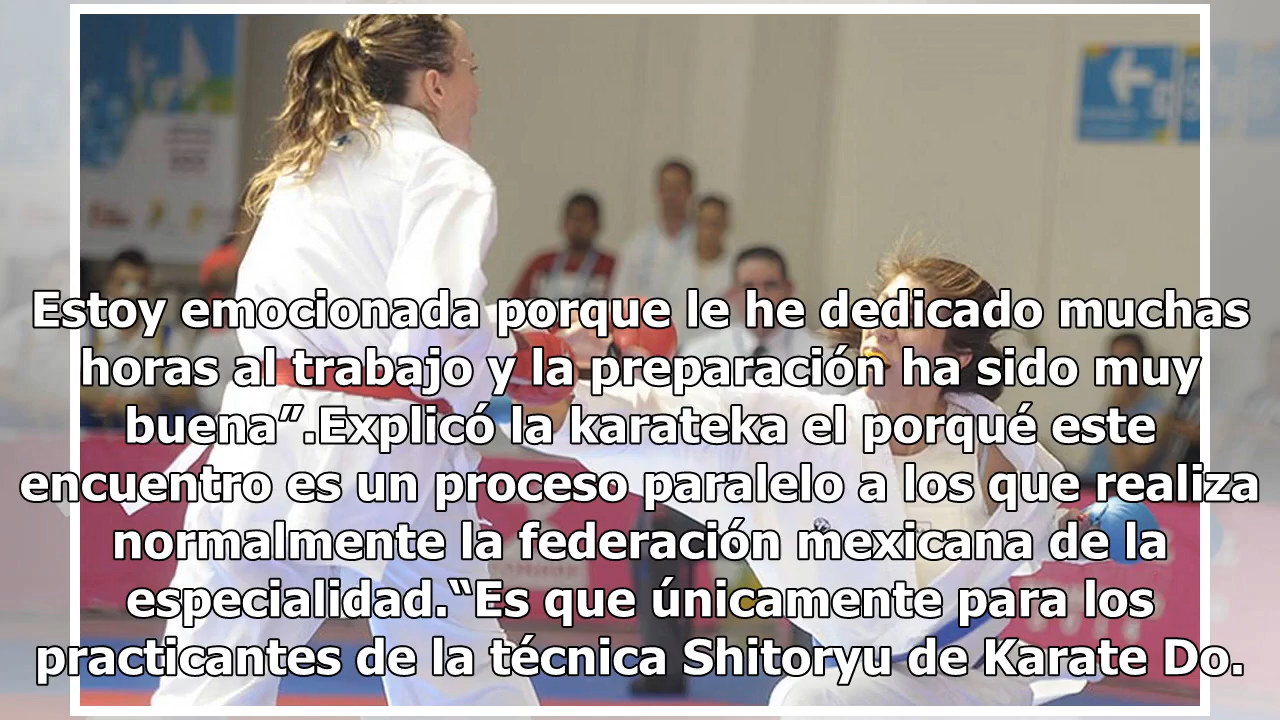 Estoy emocionada porque le he dedicado muchas
horas al trabajo y la preparación ha sido muy
buena”.Explicó la karateka el porqué este
encuentro es un proceso paralelo a los que realiza
normalmente la federación mexicana de la
especialidad.“Es que únicamente para los
practicantes de la técnica Shitoryu de Karate Do.